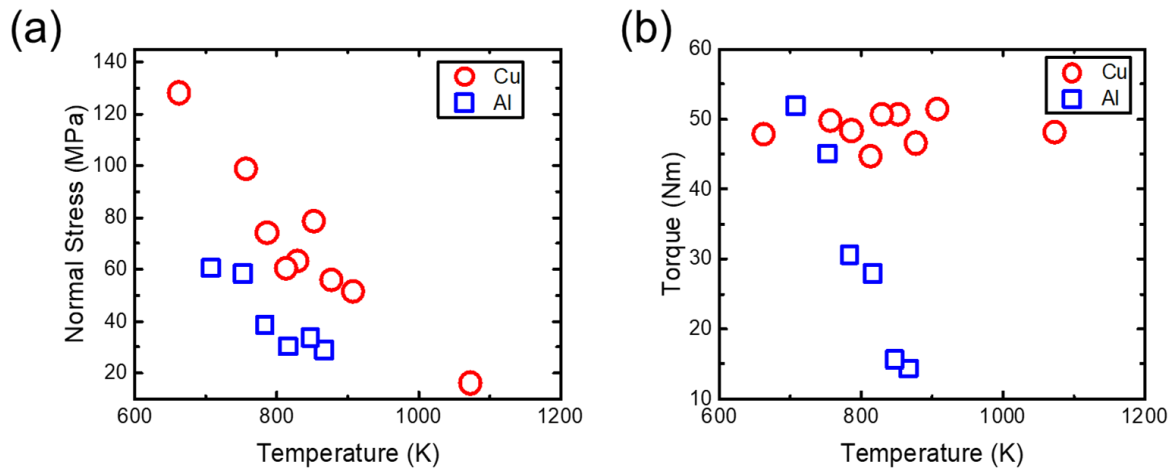 (a)
Normal Stress (MPa)
140
120
100
80
60
40
20
600
800
1000
1200
Temperature (K)
Cu
Al
(b)
Torque (Nm)
60
50
40
30
20
10
600
800
1000
1200
Temperature (K)
Cu
Al